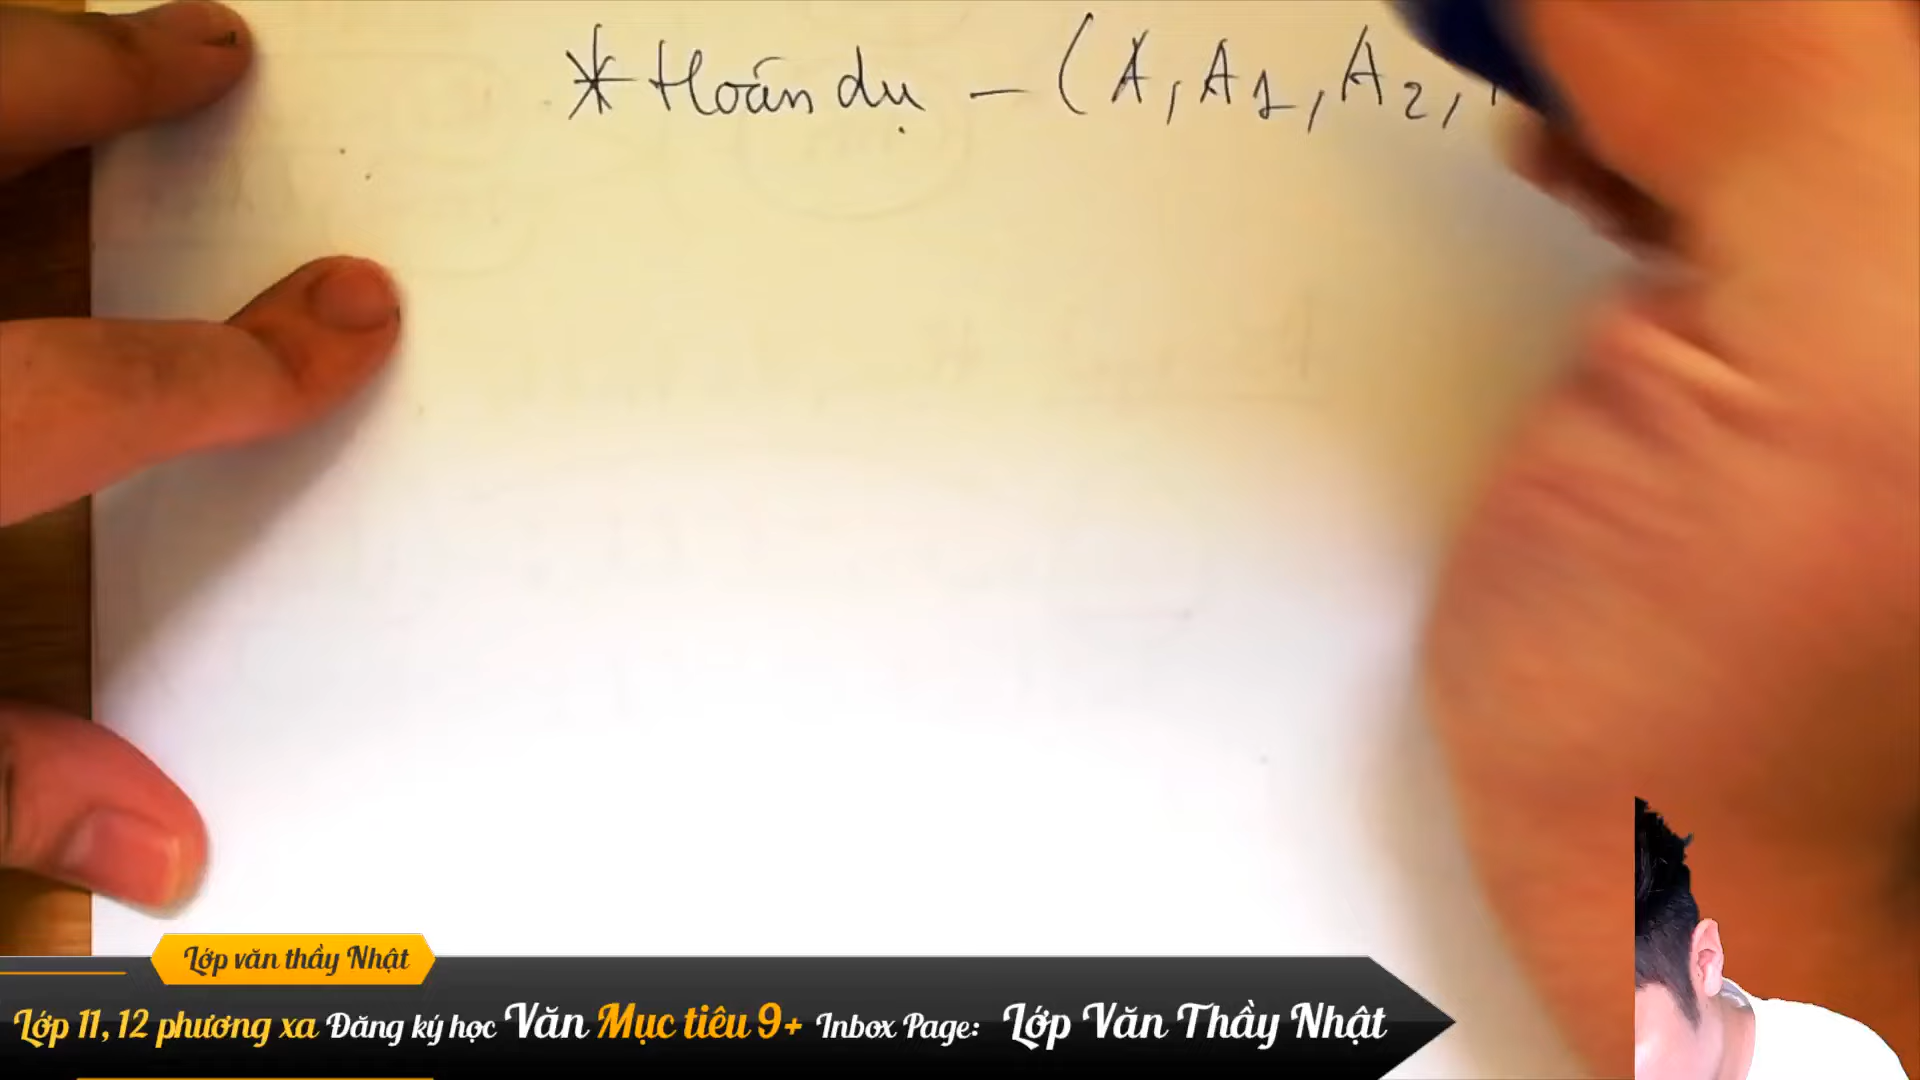 * Hoán dụ - (A, A1, A2,
Lớp văn thầy Nhật
Lớp 11, 12 phương xa Đăng ký học Văn Mục tiêu 9+ Inbox Page: Lớp Văn Thầy Nhật